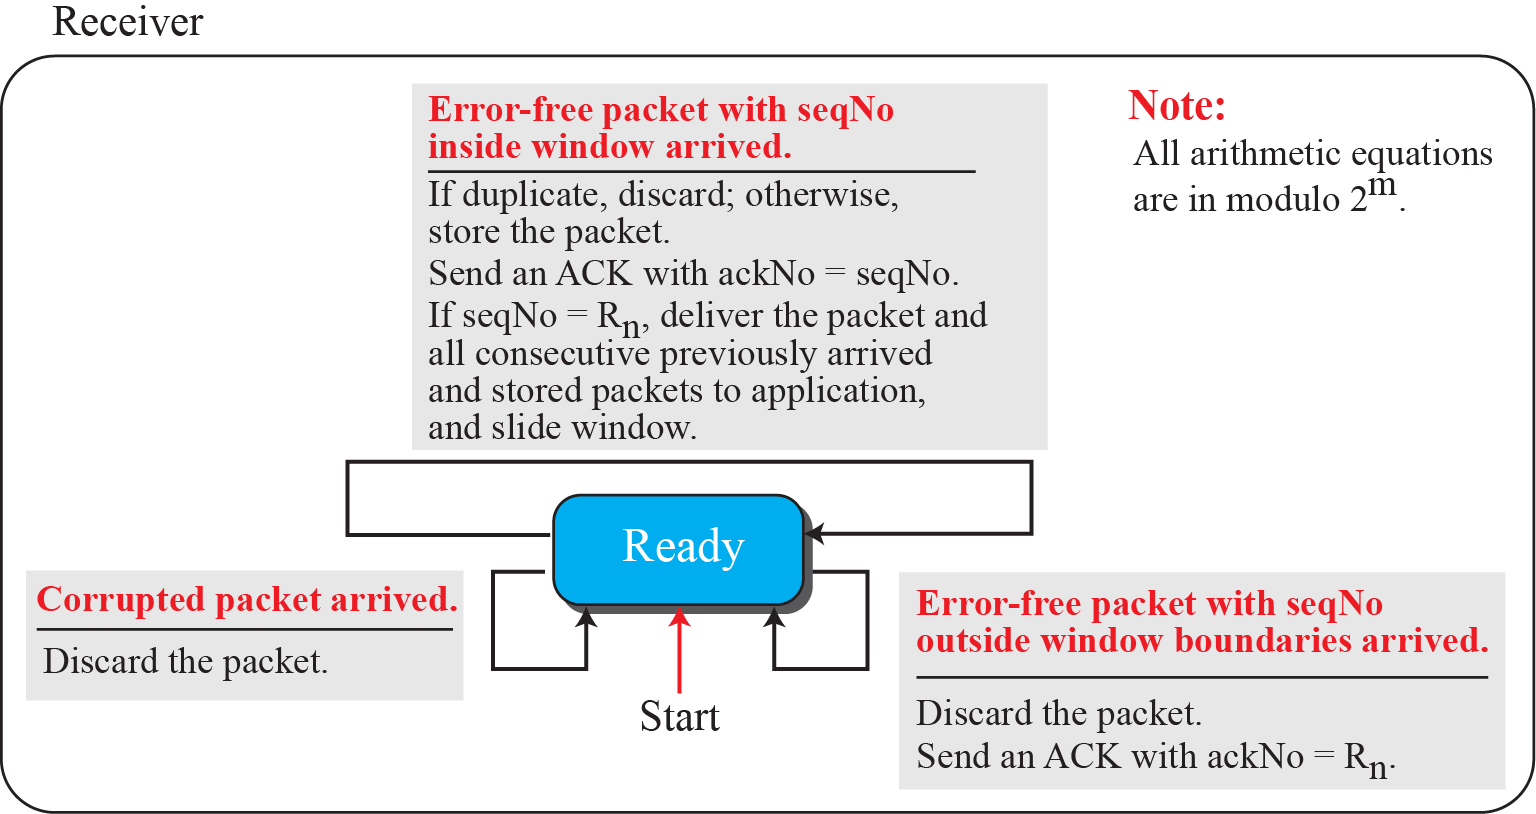 Receiver
Error-free packet with seqNo
inside window arrived.
If duplicate, discard; otherwise,
store the packet.
Send an ACK with ackNo = seqNo.
If seqNo = Rn, deliver the packet and
all consecutive previously arrived
and stored packets to application,
and slide window.
Note:
All arithmetic equations
are in modulo 2^m.
Ready
Corrupted packet arrived.
Discard the packet.
Start
Error-free packet with seqNo
outside window boundaries arrived.
Discard the packet.
Send an ACK with ackNo = Rn.